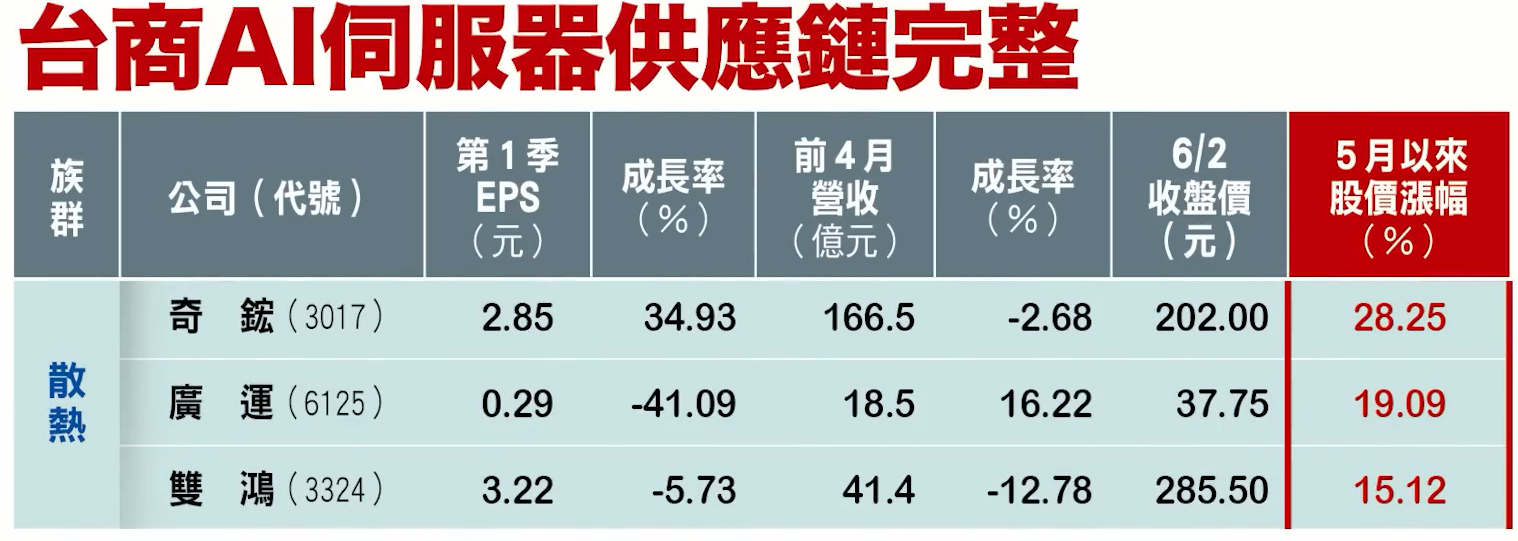 台商AI伺服器供應鏈完整
族群 公司（代號） 第1季EPS（元） 成長率（%） 前4月營收（億元） 成長率（%） 6/2收盤價（元） 5月以來股價漲幅（%）
散熱
奇鋐（3017） 2.85 34.93 166.5 -2.68 202.00 28.25
廣運（6125） 0.29 -41.09 18.5 16.22 37.75 19.09
雙鴻（3324） 3.22 -5.73 41.4 -12.78 285.50 15.12